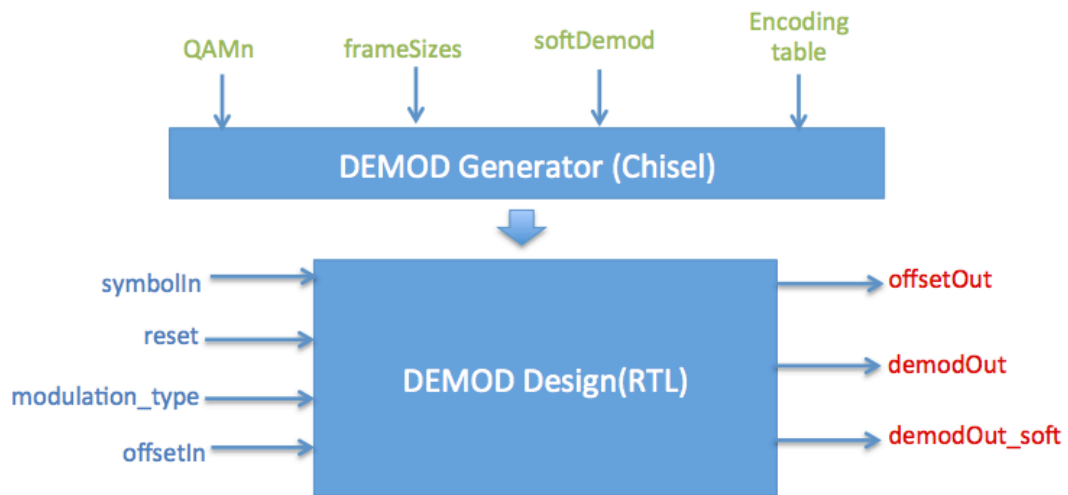 QAMn
frameSizes
softDemod
Encoding
table
DEMOD Generator (Chisel)
symbolIn
reset
modulation_type
offsetIn
DEMOD Design(RTL)
offsetOut
demodOut
demodOut_soft